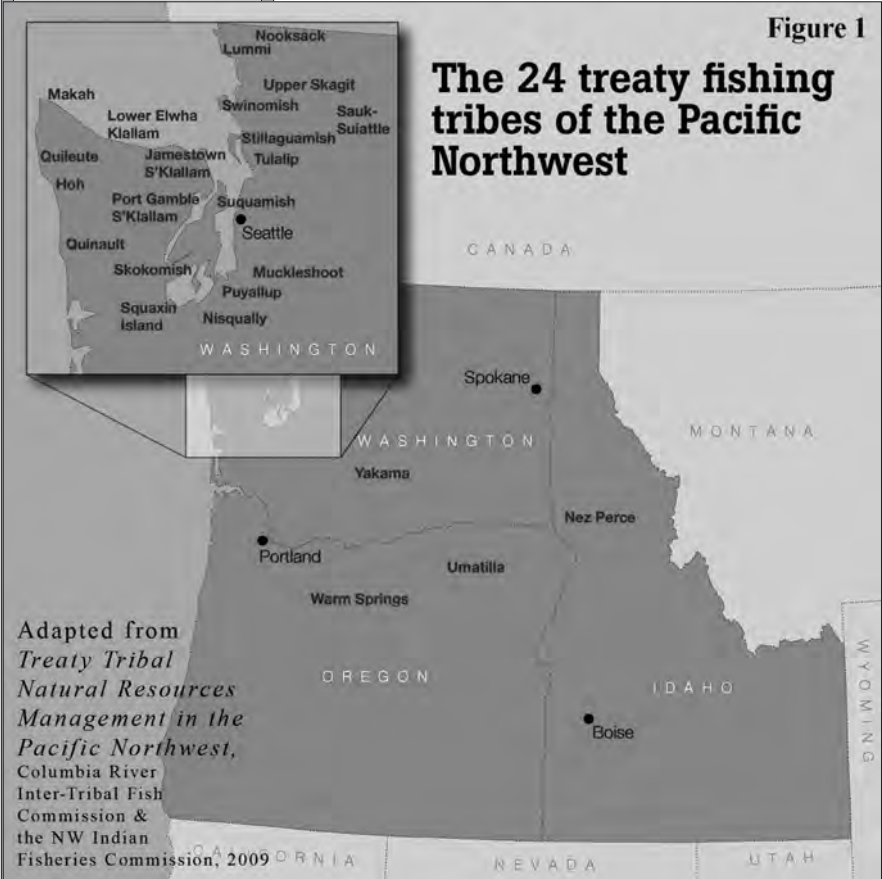 Figure 1
The 24 treaty fishing
tribes of the Pacific
Northwest
Nooksack
Lummi
Upper Skagit
Makah
Swinomish
Lower Elwha
Klallam
Sauk-
Suiattle
Stillaguamish
Quileute
Jamestown
S'Klallam
Tulalip
Hoh
Port Gamble
S'Klallam
Suquamish
Seattle
Quinault
Skokomish
Muckleshoot
Puyallup
Squaxin
Island
Nisqually
WASHINGTON
CANADA
Spokane
WASHINGTON
MONTANA
Yakama
Nez Perce
Portland
Umatilla
Warm Springs
OREGON
IDAHO
WYOMING
Boise
Adapted from
Treaty Tribal
Natural Resources
Management in the
Pacific Northwest,
Columbia River
Inter-Tribal Fish
Commission &
the NW Indian
Fisheries Commission, 2009
CALIFORNIA
NEVADA
UTAH